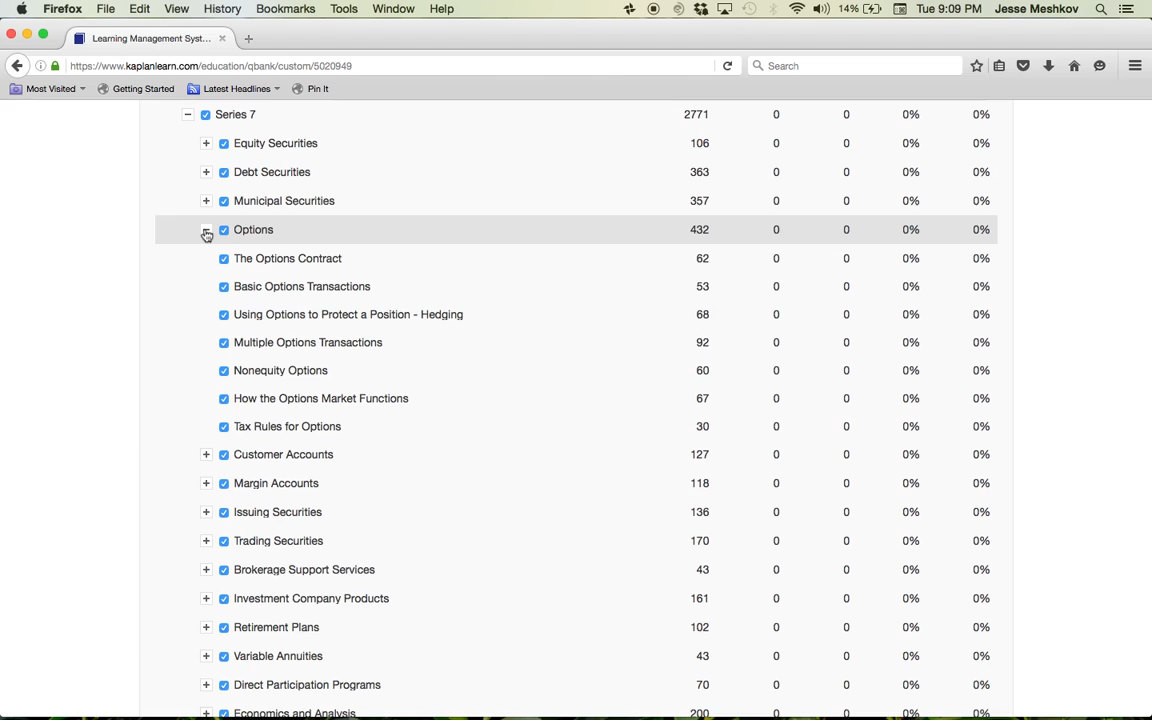 Firefox File Edit View History Bookmarks Tools Window Help 14% Tue 9:09 PM Jesse Meshkov
Learning Management Syst...
https://www.kaplanlearn.com/education/qbank/custom/5020949 Search
Most Visited Getting Started Latest Headlines Pin It
Series 7 2771 0 0 0% 0%
Equity Securities 106 0 0 0% 0%
Debt Securities 363 0 0 0% 0%
Municipal Securities 357 0 0 0% 0%
Options 432 0 0 0% 0%
The Options Contract 62 0 0 0% 0%
Basic Options Transactions 53 0 0 0% 0%
Using Options to Protect a Position - Hedging 68 0 0 0% 0%
Multiple Options Transactions 92 0 0 0% 0%
Nonequity Options 60 0 0 0% 0%
How the Options Market Functions 67 0 0 0% 0%
Tax Rules for Options 30 0 0 0% 0%
Customer Accounts 127 0 0 0% 0%
Margin Accounts 118 0 0 0% 0%
Issuing Securities 136 0 0 0% 0%
Trading Securities 170 0 0 0% 0%
Brokerage Support Services 43 0 0 0% 0%
Investment Company Products 161 0 0 0% 0%
Retirement Plans 102 0 0 0% 0%
Variable Annuities 43 0 0 0% 0%
Direct Participation Programs 70 0 0 0% 0%
Economics and Analysis 200 0 0 0% 0%